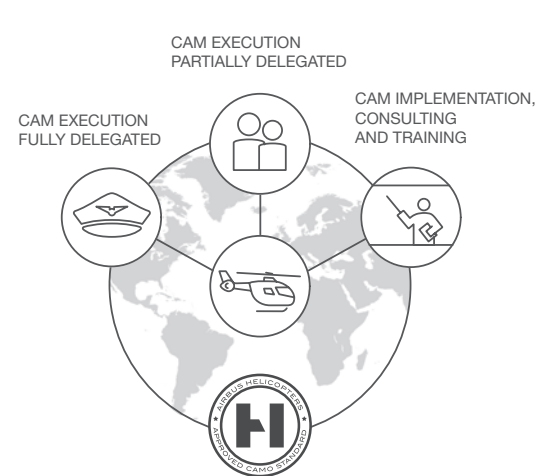 CAM EXECUTION
PARTIALLY DELEGATED
CAM EXECUTION
FULLY DELEGATED
CAM IMPLEMENTATION,
CONSULTING
AND TRAINING
AIRBUS HELICOPTERS
H
APPROVED CAMO STANDARD